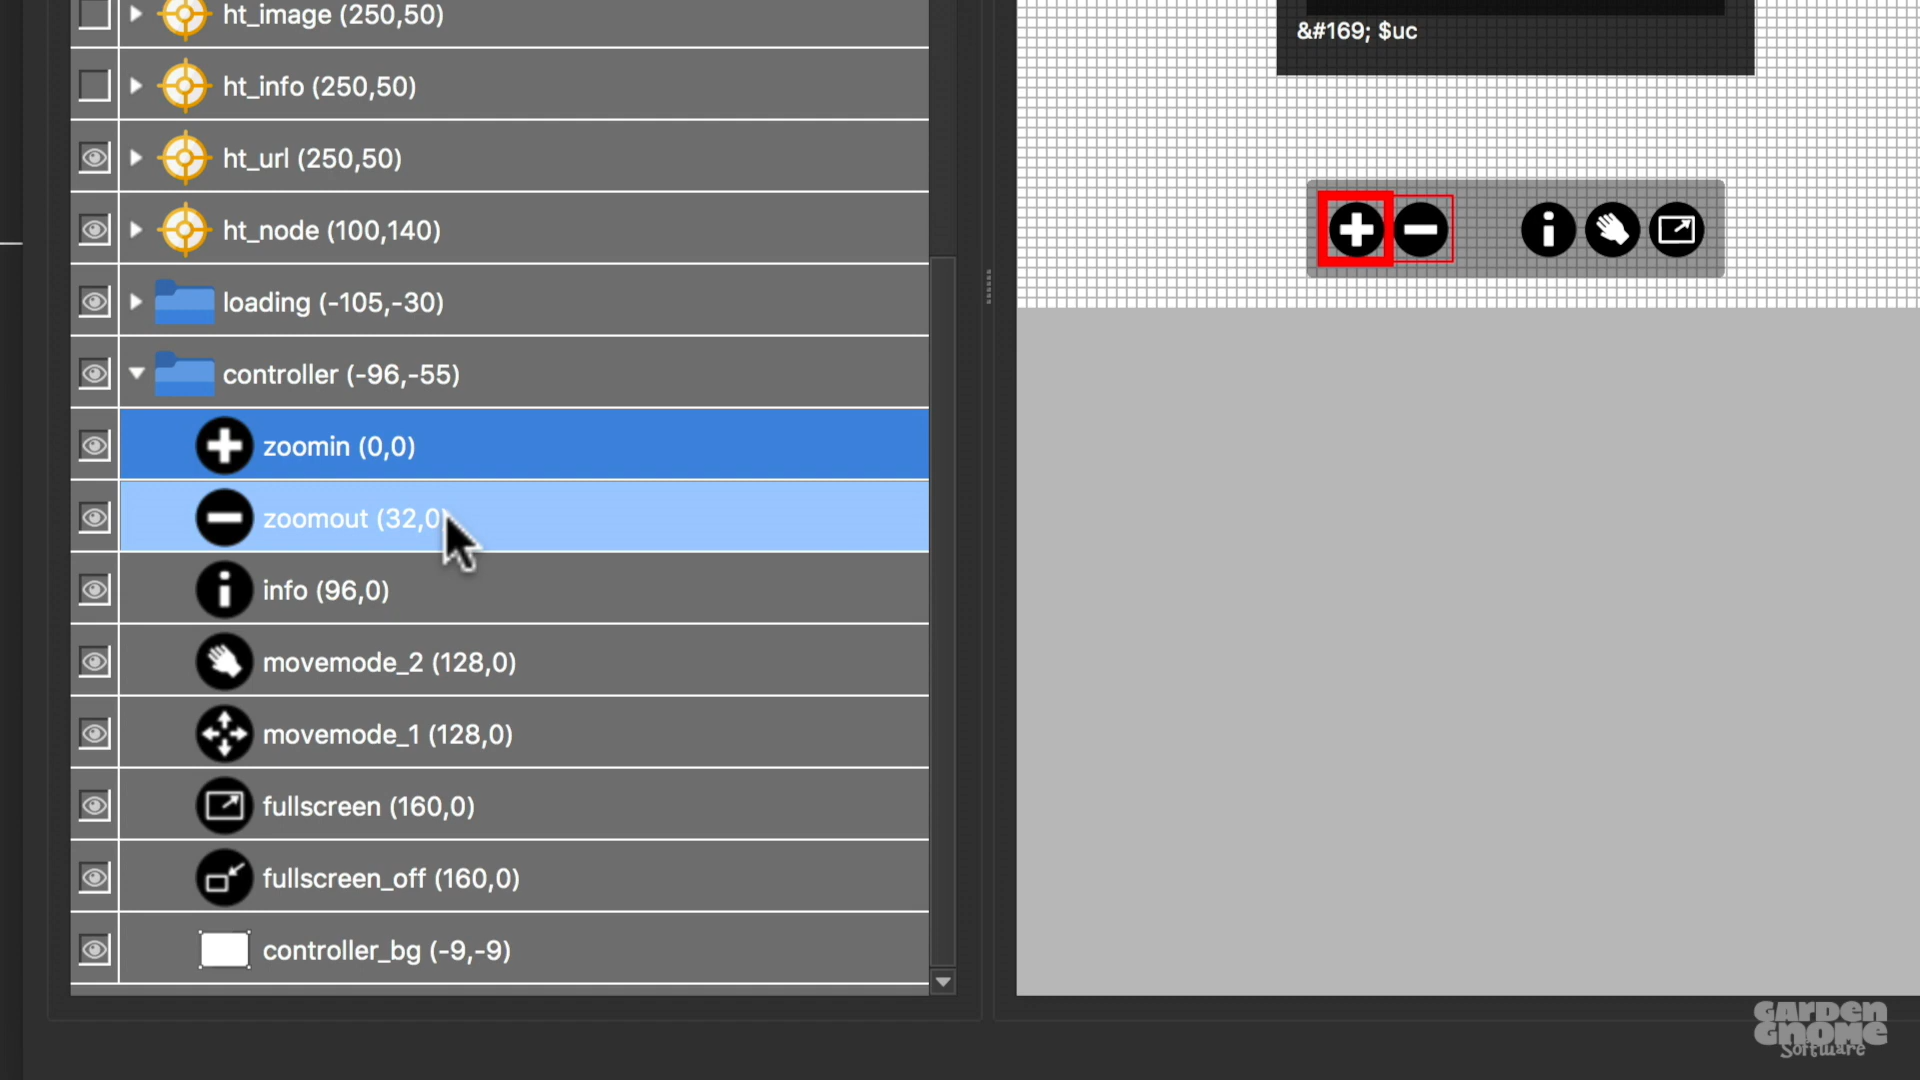 ht_image (250,50)
ht_info (250,50)
ht_url (250,50)
ht_node (100,140)
loading (-105,-30)
controller (-96,-55)
zoomin (0,0)
zoomout (32,0)
info (96,0)
movemode_2 (128,0)
movemode_1 (128,0)
fullscreen (160,0)
fullscreen_off (160,0)
controller_bg (-9,-9)
&#169; $uc
GARDEN
GNOME
Software